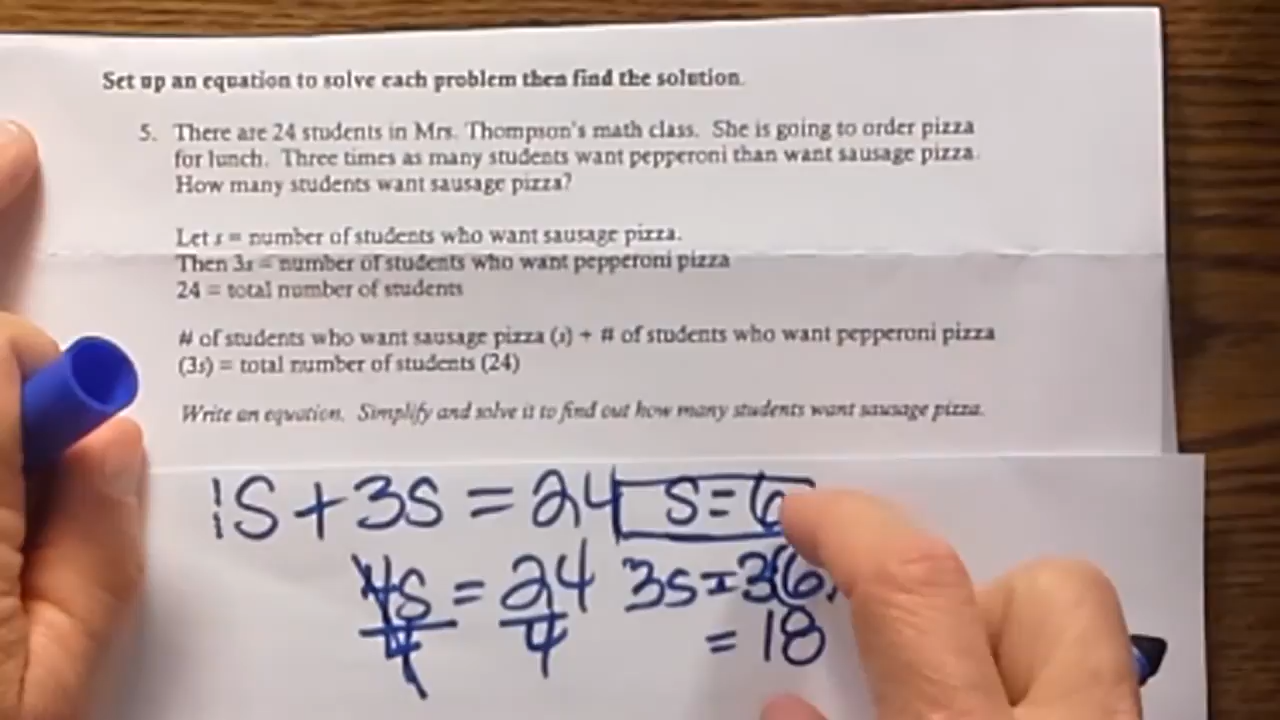 Set up an equation to solve each problem then find the solution.
5. There are 24 students in Mrs. Thompson's math class. She is going to order pizza
for lunch. Three times as many students want pepperoni than want sausage pizza.
How many students want sausage pizza?
Let s = number of students who want sausage pizza.
Then 3s = number of students who want pepperoni pizza
24 = total number of students
# of students who want sausage pizza (s) + # of students who want pepperoni pizza
(3s) = total number of students (24)
Write an equation. Simplify and solve it to find out how many students want sausage pizza.
1S + 3S = 24 S = 6
4S = 24 3S = 3(6)
4 4 = 18